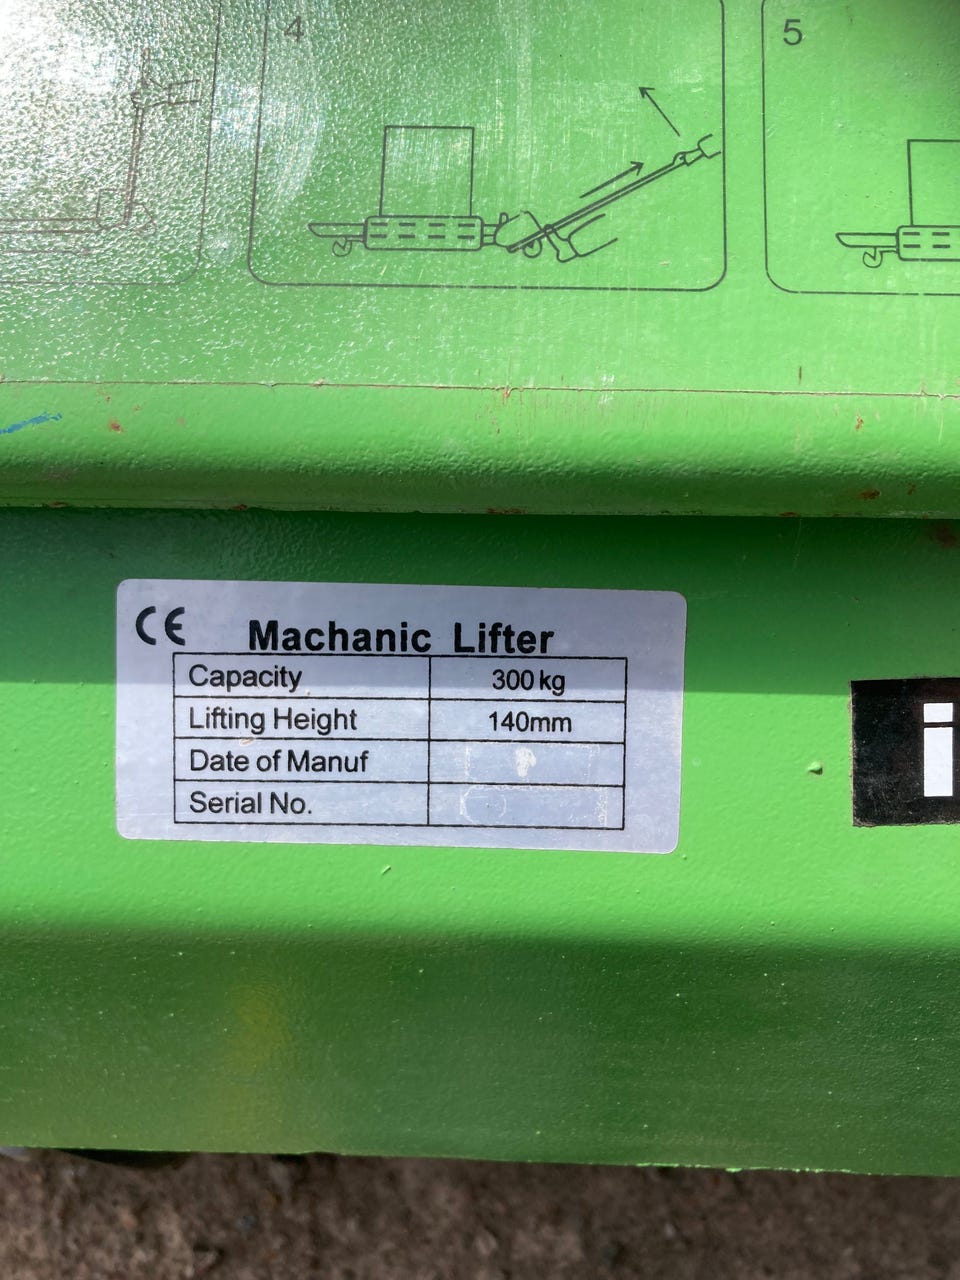 4
5
CE
Machanic Lifter
Capacity 300 kg
Lifting Height 140mm
Date of Manuf
Serial No.
i